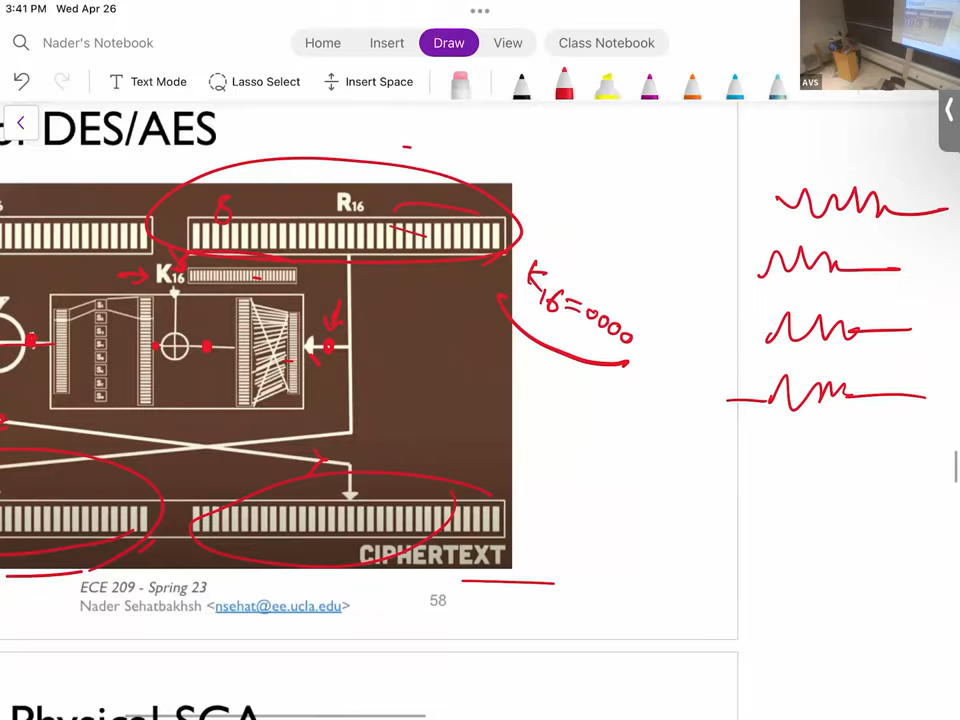 3:41 PM Wed Apr 26
Nader's Notebook
Home Insert Draw View Class Notebook
Text Mode Lasso Select Insert Space
AVS
DES/AES
R16
K16
K16=0000
CIPHERTEXT
ECE 209 - Spring 23
Nader Sehatbakhsh <nsehat@ee.ucla.edu>
58
Physical SCA